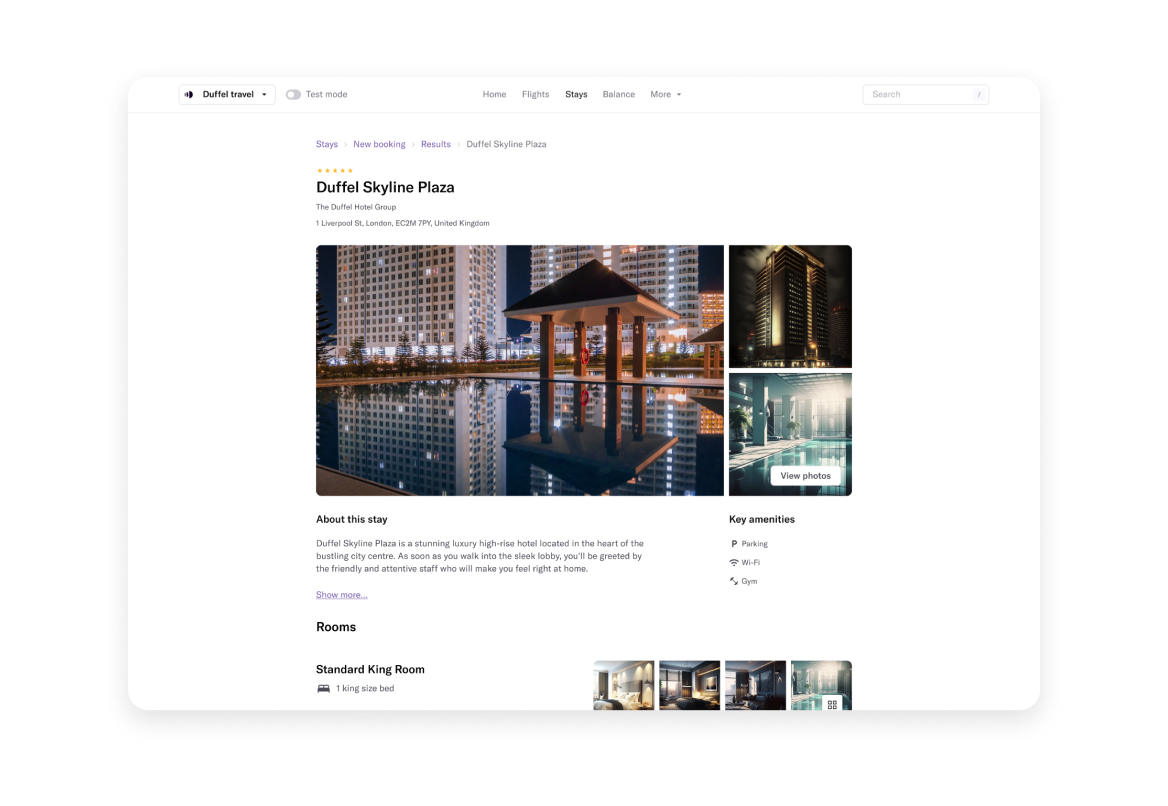 Duffel travel
Test mode
Home Flights Stays Balance More
Search /
Stays › New booking › Results › Duffel Skyline Plaza
Duffel Skyline Plaza
The Duffel Hotel Group
1 Liverpool St, London, EC2M 7PY, United Kingdom
View photos
About this stay
Duffel Skyline Plaza is a stunning luxury high-rise hotel located in the heart of the
bustling city centre. As soon as you walk into the sleek lobby, you'll be greeted by
the friendly and attentive staff who will make you feel right at home.
Show more...
Key amenities
P Parking
Wi-Fi
Gym
Rooms
Standard King Room
1 king size bed